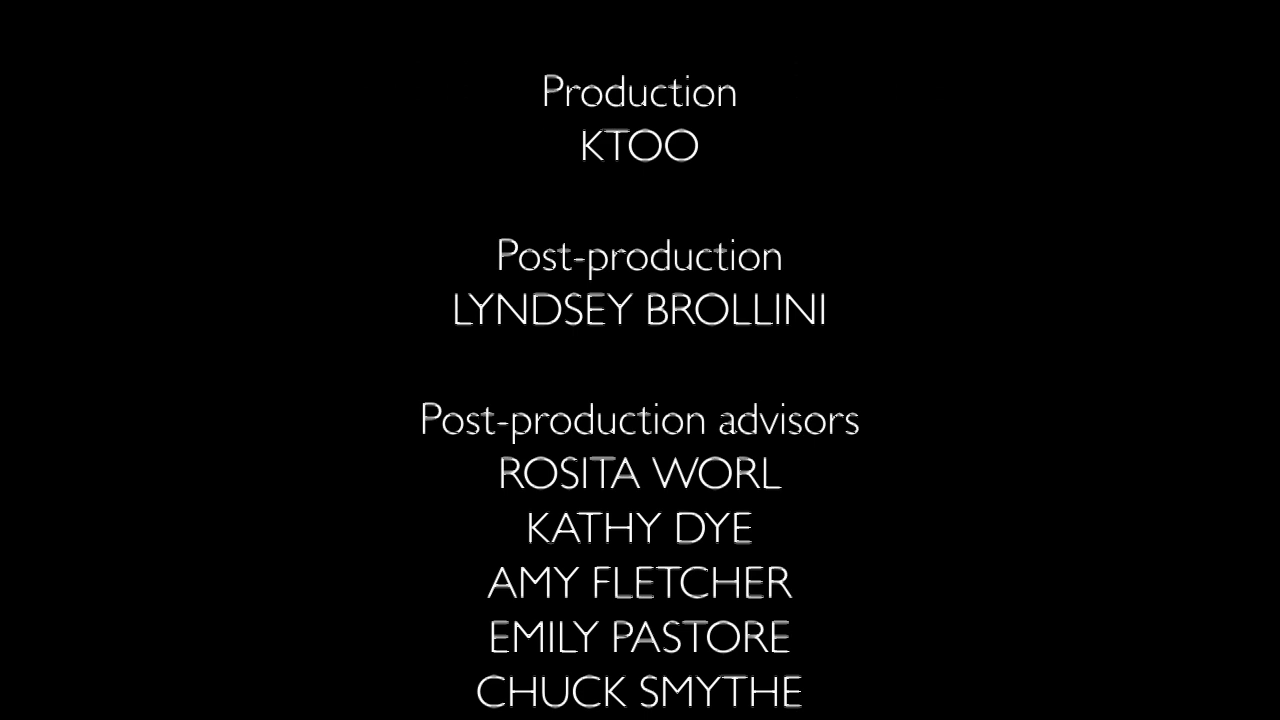 Production
KTOO
Post-production
LYNDSEY BROLLINI
Post-production advisors
ROSITA WORL
KATHY DYE
AMY FLETCHER
EMILY PASTORE
CHUCK SMYTHE